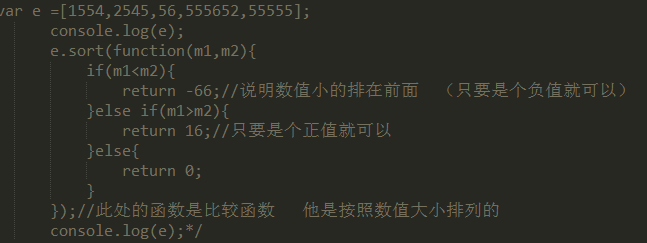 var e =[1554,2545,56,555652,55555];
console.log(e);
e.sort(function(m1,m2){
if(m1<m2){
return -66;//说明数值小的排在前面 （只要是个负值就可以）
}else if(m1>m2){
return 16;//只要是个正值就可以
}else{
return 0;
}
});//此处的函数是比较函数 他是按照数值大小排列的
console.log(e);*/